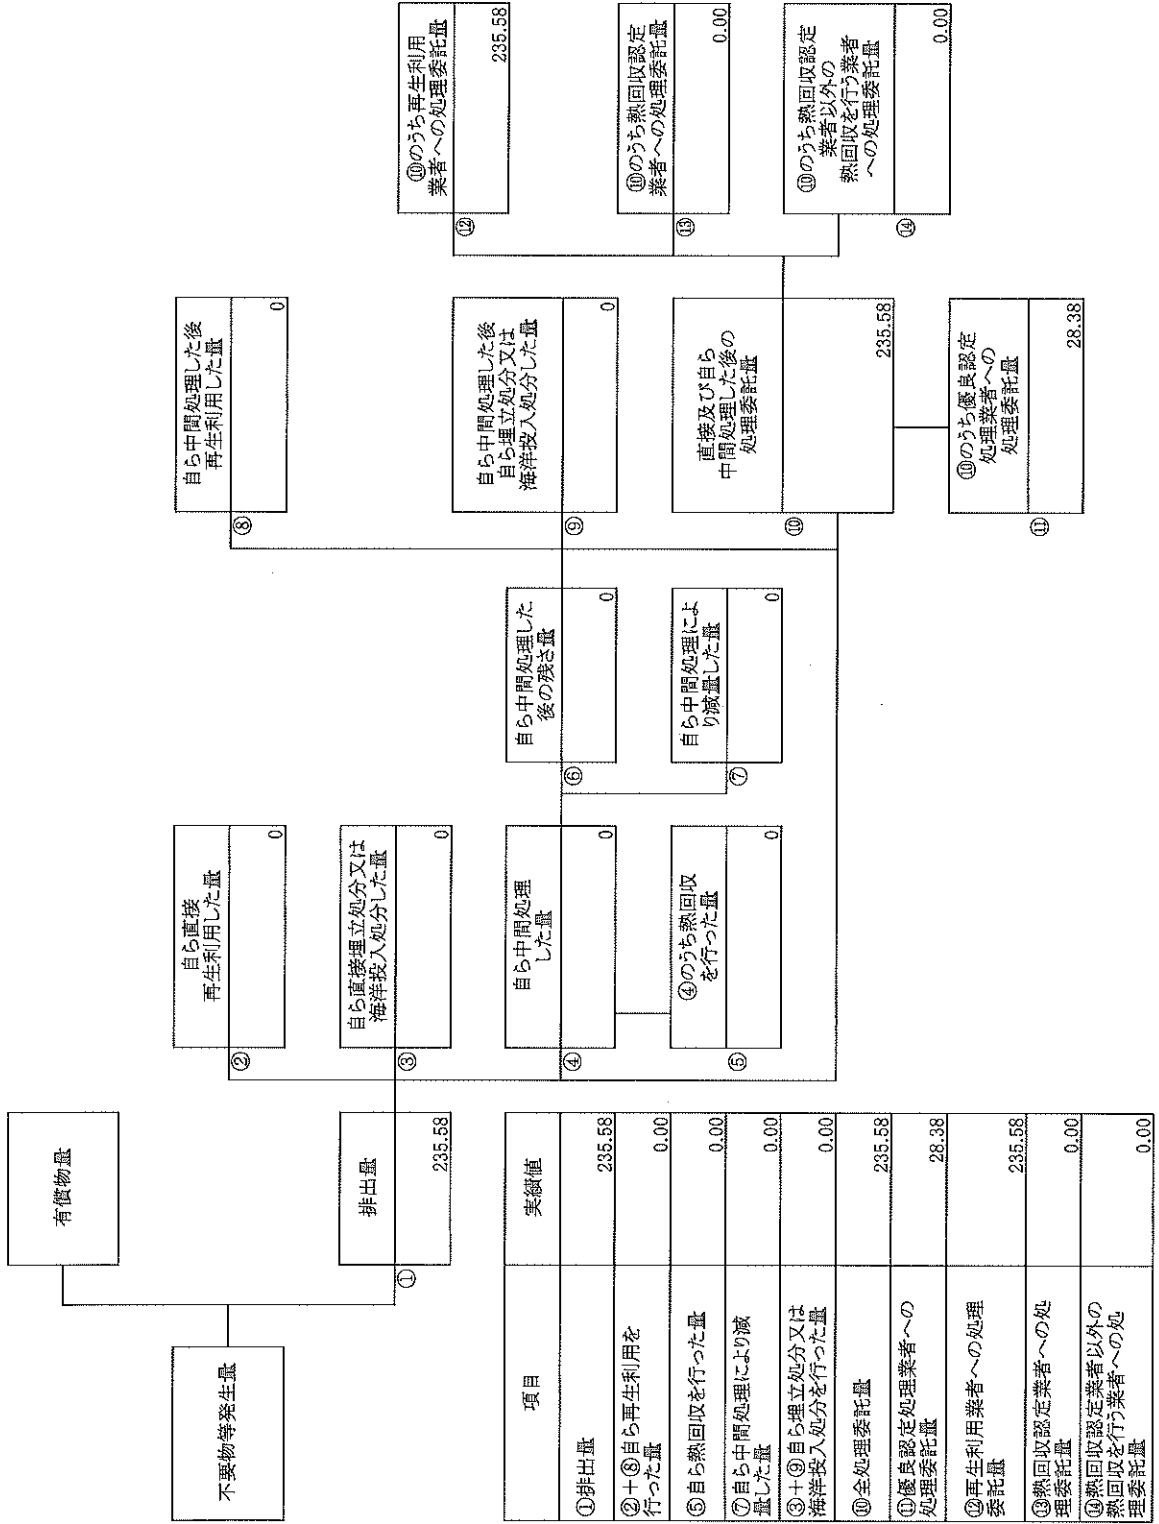 不要物等発生量
有償物量
①
排出量
235.58
②
自ら直接
再生利用した量
0
③
自ら直接埋立処分又は
海洋投入処分した量
0
④
自ら中間処理
した量
0
⑤
④のうち熱回収
を行った量
0
⑥
自ら中間処理した
後の残さ量
0
⑦
自ら中間処理によ
り減量した量
0
⑧
自ら中間処理した後
再生利用した量
0
⑨
自ら中間処理した後
自ら埋立処分又は
海洋投入処分した量
0
⑩
直接及び自ら
中間処理した後の
処理委託量
235.58
⑪
⑩のうち優良認定
処理業者への
処理委託量
28.38
⑫
⑩のうち再生利用
業者への処理委託量
235.58
⑬
⑩のうち熱回収認定
業者への処理委託量
0.00
⑭
⑩のうち熱回収認定
業者以外の
熱回収を行う業者
への処理委託量
0.00
項目 実績値
①排出量 235.58
②+⑧自ら再生利用を
行った量 0.00
⑤自ら熱回収を行った量 0.00
⑦自ら中間処理により減
量した量 0.00
③+⑨自ら埋立処分又は
海洋投入処分を行った量 0.00
⑩全処理委託量 235.58
⑪優良認定処理業者への
処理委託量 28.38
⑫再生利用業者への処理
委託量 235.58
⑬熱回収認定業者への処
理委託量 0.00
⑭熱回収認定業者以外の
熱回収を行う業者への処
理委託量 0.00